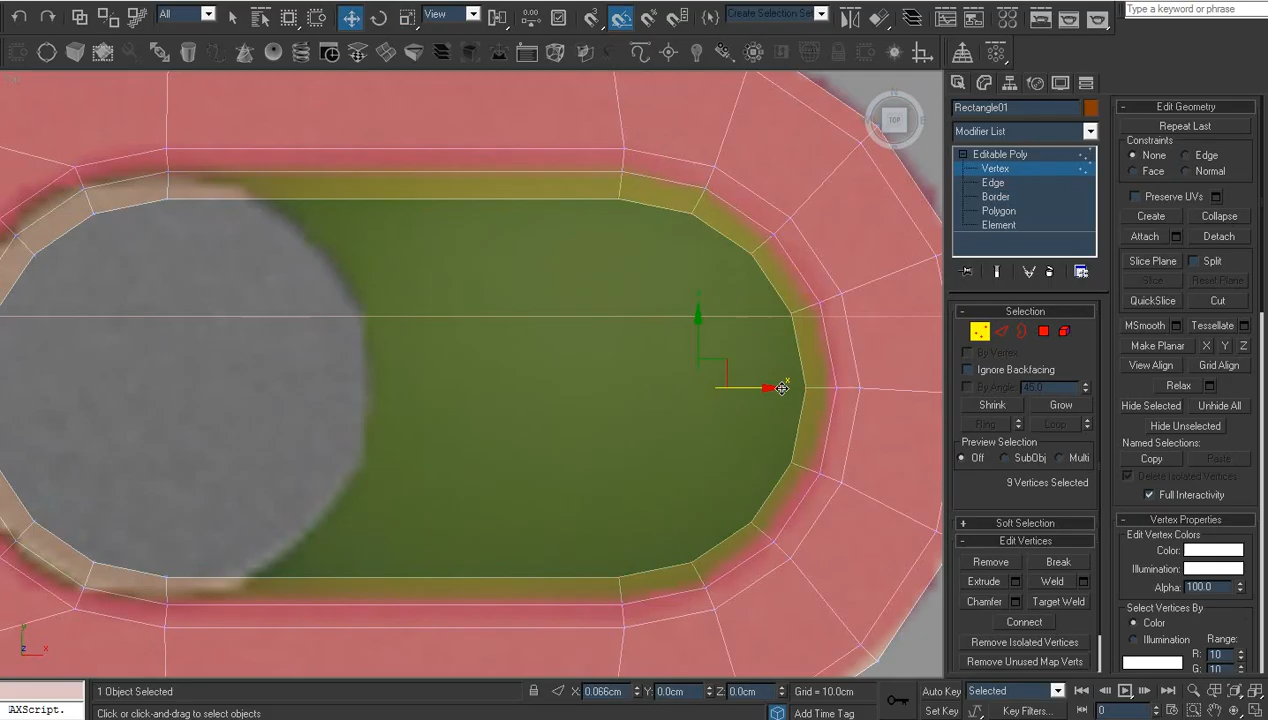 All
View
Create Selection Set
Type a keyword or phrase
N
TOP
x
Rectangle01
Modifier List
Editable Poly
Vertex
Edge
Border
Polygon
Element
Selection
By Vertex
Ignore Backfacing
By Angle: 45.0
Shrink Grow
Ring Loop
Preview Selection
Off SubObj Multi
9 Vertices Selected
Soft Selection
Edit Vertices
Remove Break
Extrude Weld
Chamfer Target Weld
Connect
Remove Isolated Vertices
Remove Unused Map Verts
Edit Geometry
Repeat Last
Constraints
None Edge
Face Normal
Preserve UVs
Create Collapse
Attach Detach
Slice Plane Split
Slice Reset Plane
QuickSlice Cut
MSmooth Tessellate
Make Planar X Y Z
View Align Grid Align
Relax
Hide Selected Unhide All
Hide Unselected
Named Selections:
Copy Paste
Delete Isolated Vertices
Full Interactivity
Vertex Properties
Edit Vertex Colors
Color:
Illumination:
Alpha: 100.0
Select Vertices By
Color
Illumination Range:
R: 10
G: 10
z x
1 Object Selected X: 0.066cm Y: 0.0cm Z: 0.0cm Grid = 10.0cm Auto Key Selected
AXScript. Click or click-and-drag to select objects Add Time Tag Set Key Key Filters... 0